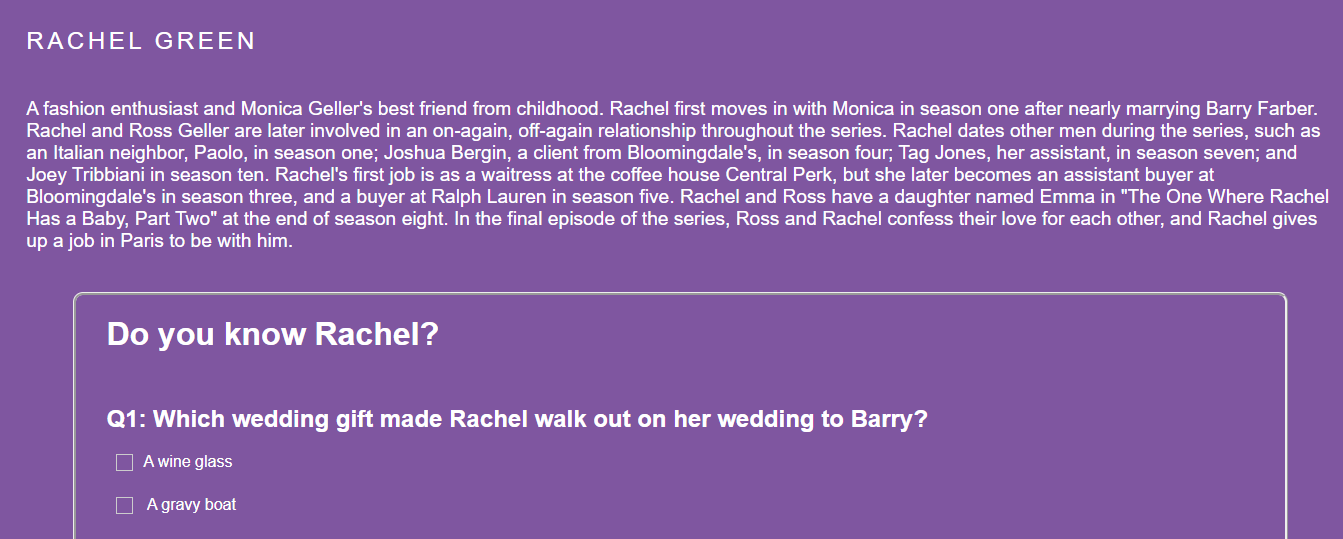 RACHEL GREEN
A fashion enthusiast and Monica Geller's best friend from childhood. Rachel first moves in with Monica in season one after nearly marrying Barry Farber.
Rachel and Ross Geller are later involved in an on-again, off-again relationship throughout the series. Rachel dates other men during the series, such as
an Italian neighbor, Paolo, in season one; Joshua Bergin, a client from Bloomingdale's, in season four; Tag Jones, her assistant, in season seven; and
Joey Tribbiani in season ten. Rachel's first job is as a waitress at the coffee house Central Perk, but she later becomes an assistant buyer at
Bloomingdale's in season three, and a buyer at Ralph Lauren in season five. Rachel and Ross have a daughter named Emma in "The One Where Rachel
Has a Baby, Part Two" at the end of season eight. In the final episode of the series, Ross and Rachel confess their love for each other, and Rachel gives
up a job in Paris to be with him.
Do you know Rachel?
Q1: Which wedding gift made Rachel walk out on her wedding to Barry?
A wine glass
A gravy boat